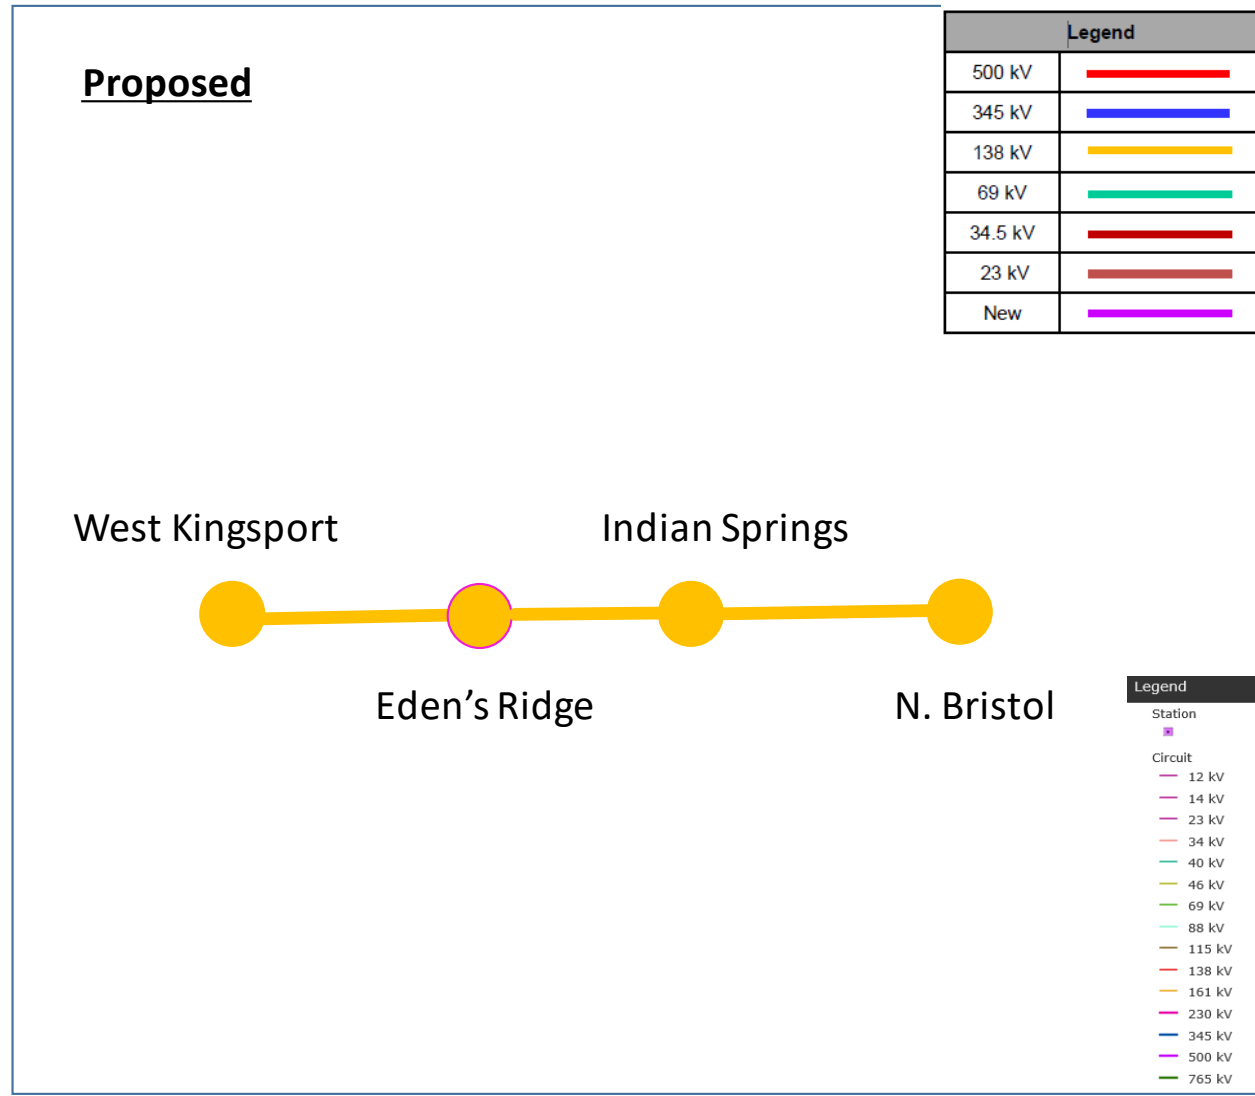 Proposed
Legend
500 kV
345 kV
138 kV
69 kV
34.5 kV
23 kV
New
West Kingsport
Indian Springs
Eden’s Ridge
N. Bristol
Legend
Station
Circuit
12 kV
14 kV
23 kV
34 kV
40 kV
46 kV
69 kV
88 kV
115 kV
138 kV
161 kV
230 kV
345 kV
500 kV
765 kV